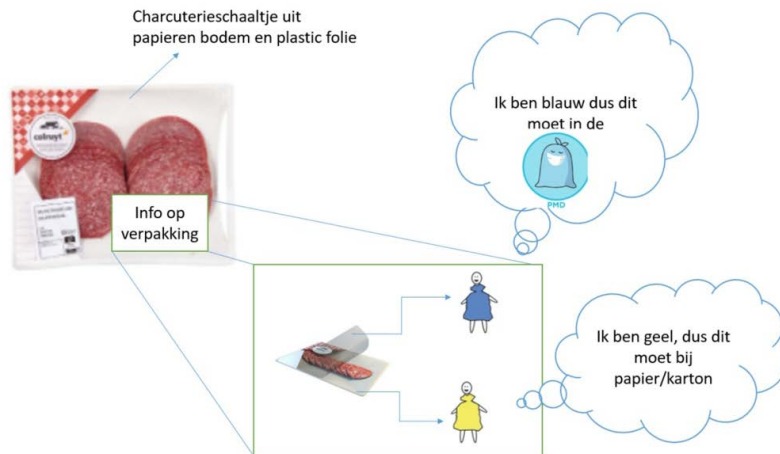 Charcuterieschaaltje uit
papieren bodem en plastic folie
Ik ben blauw dus dit
moet in de
PMD
colruyt
Info op
verpakking
Ik ben geel, dus dit
moet bij
papier/karton